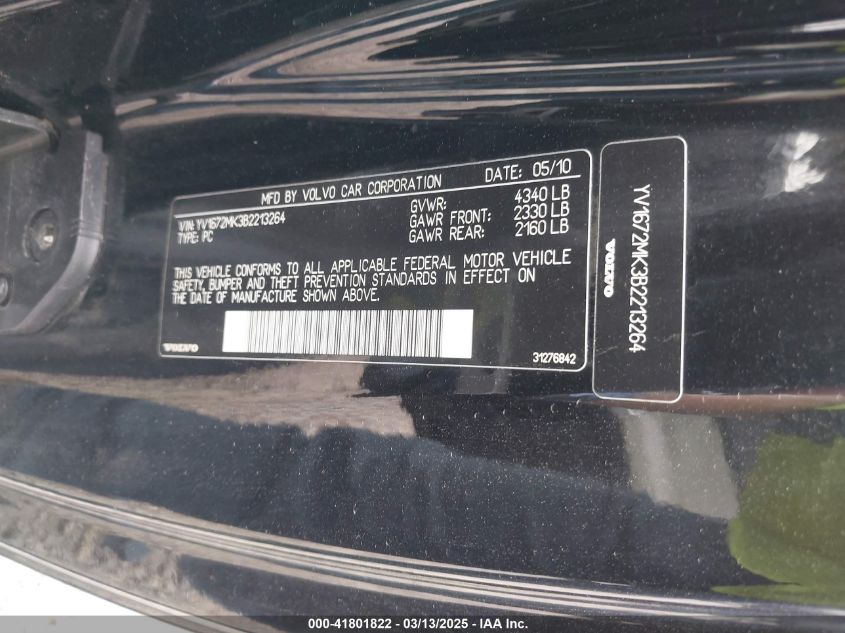 MFD BY VOLVO CAR CORPORATION DATE: 05/10
VIN: YV1672MK3B2213264
TYPE: PC
GVWR: 4340 LB
GAWR FRONT: 2330 LB
GAWR REAR: 2160 LB
THIS VEHICLE CONFORMS TO ALL APPLICABLE FEDERAL MOTOR VEHICLE
SAFETY, BUMPER AND THEFT PREVENTION STANDARDS IN EFFECT ON
THE DATE OF MANUFACTURE SHOWN ABOVE.
VOLVO
31276842
YV1672MK3B2213264
VOLVO
000-41801822 - 03/13/2025 - IAA Inc.